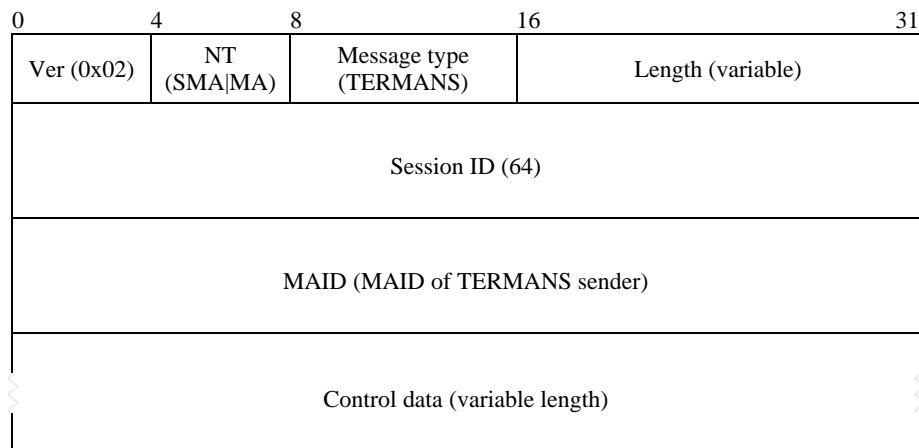 0 4 8 16 31
Ver (0x02) NT (SMA|MA) Message type (TERMANS) Length (variable)
Session ID (64)
MAID (MAID of TERMANS sender)
Control data (variable length)